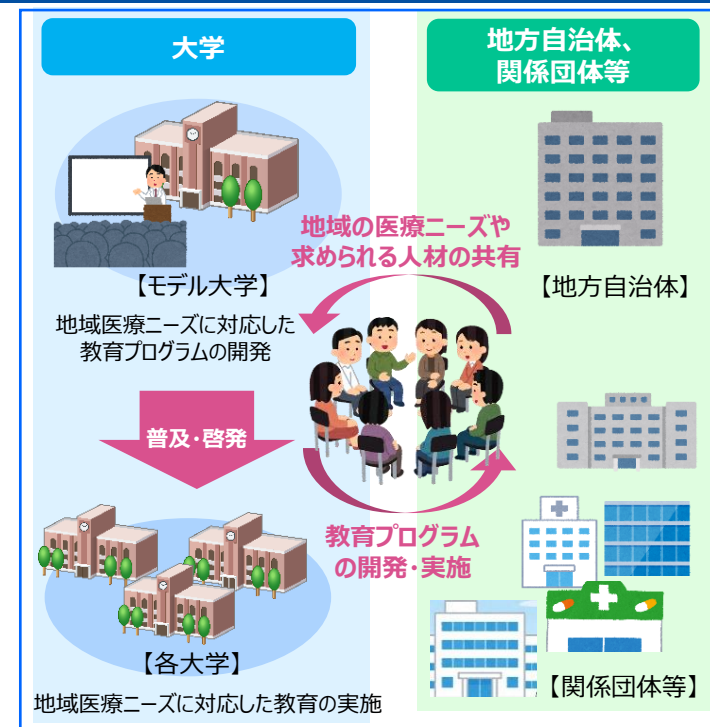 大学
地方自治体、
関係団体等
地域の医療ニーズや
求められる人材の共有
【モデル大学】
【地方自治体】
地域医療ニーズに対応した
教育プログラムの開発
普及・啓発
教育プログラム
の開発・実施
【各大学】
【関係団体等】
地域医療ニーズに対応した教育の実施